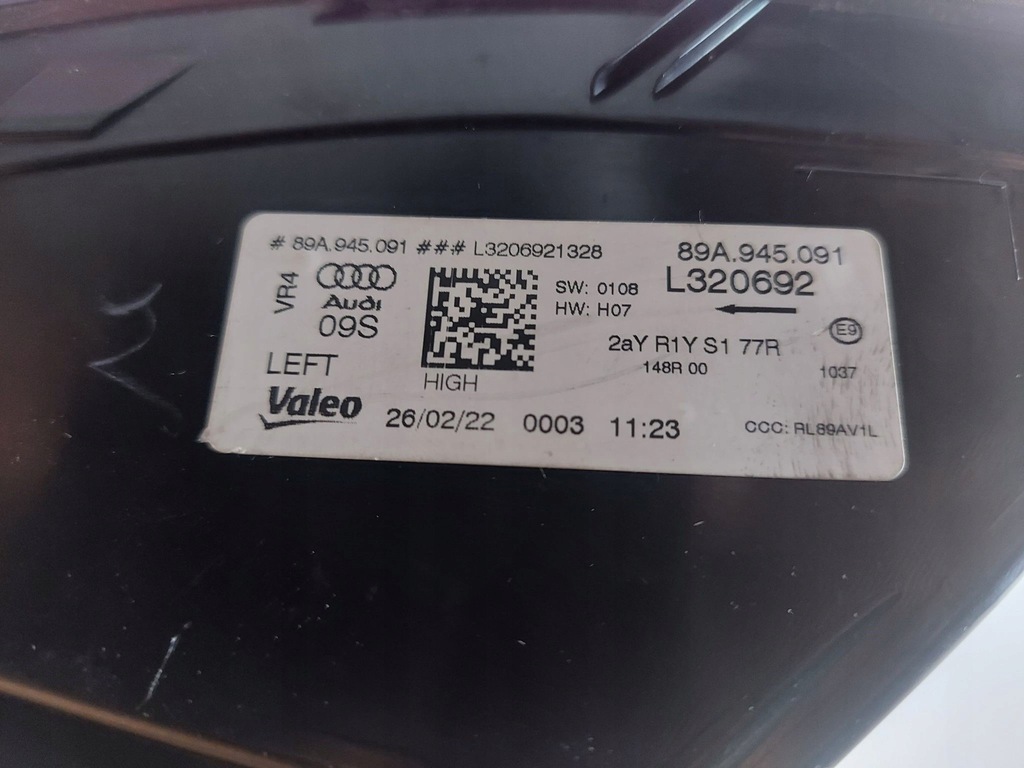 # 89A.945.091 ### L3206921328
89A.945.091
L320692
VR4
Audi
09S
SW: 0108
HW: H07
E9
2aY R1Y S1 77R
148R 00
1037
LEFT
HIGH
Valeo
26/02/22 0003 11:23
CCC: RL89AV1L